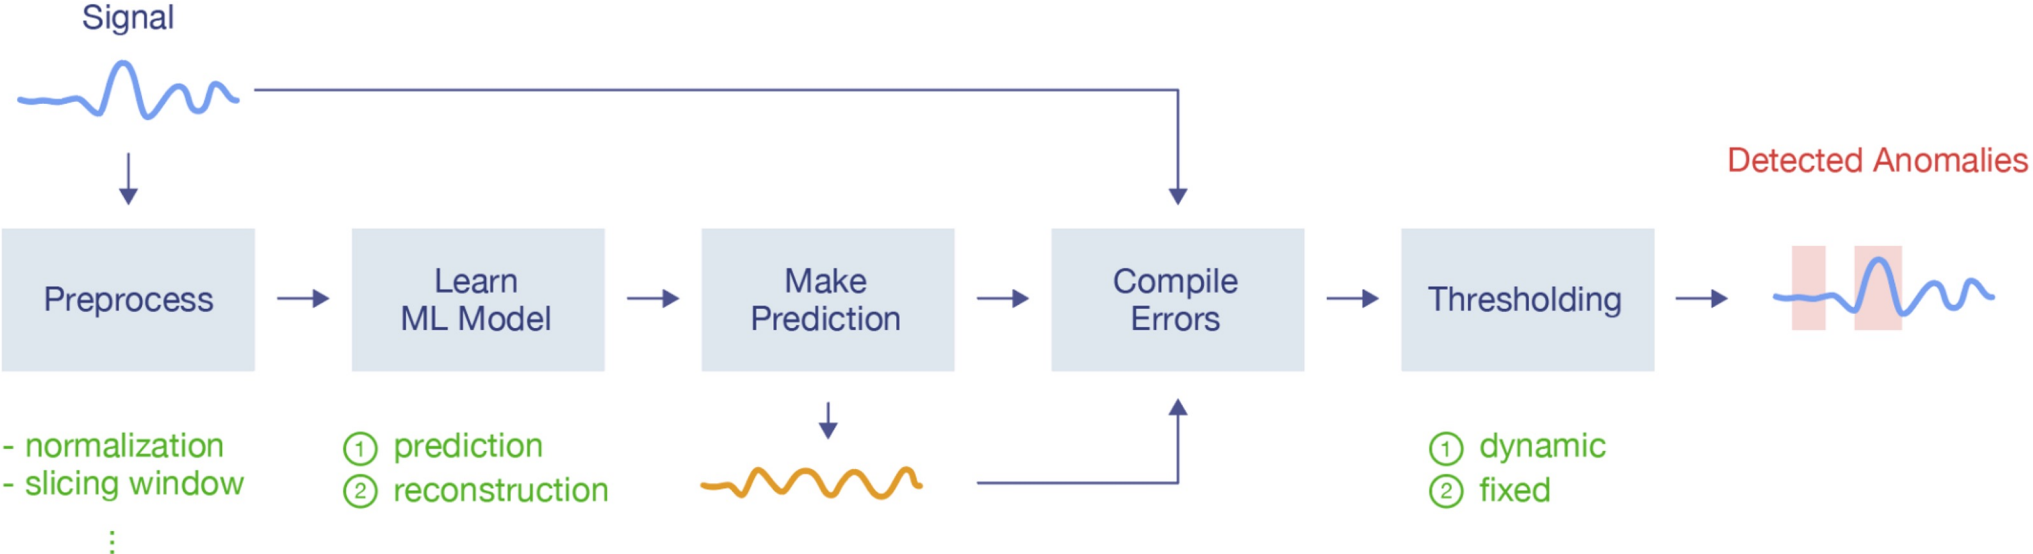 Signal
Detected Anomalies
Preprocess
Learn
ML Model
Make
Prediction
Compile
Errors
Thresholding
- normalization
- slicing window
⋮
① prediction
② reconstruction
① dynamic
② fixed